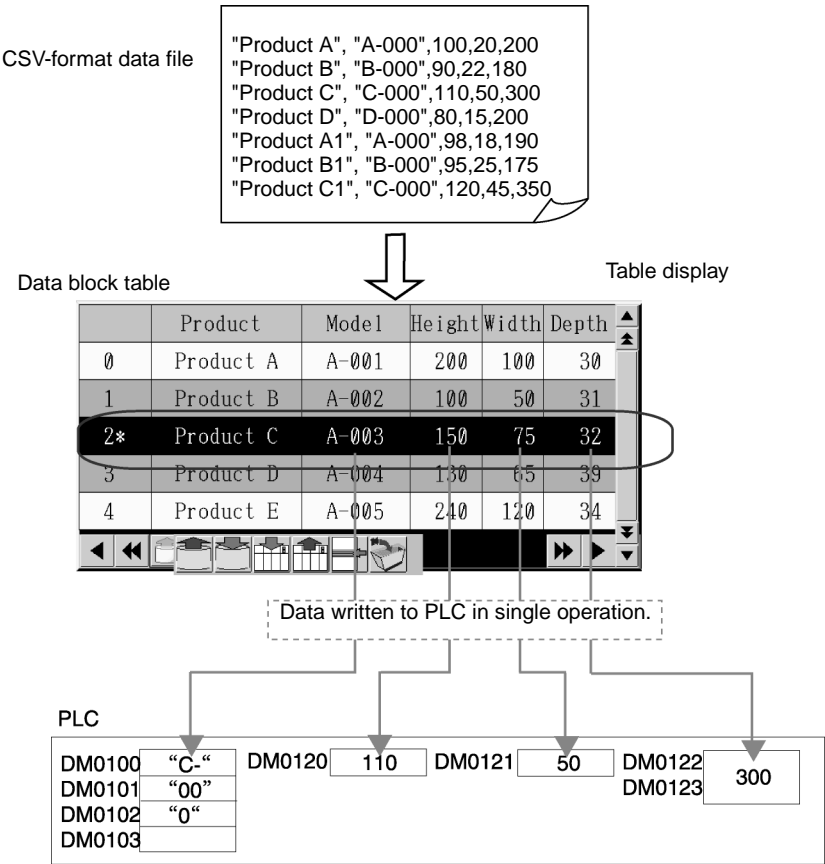 CSV-format data file
"Product A", "A-000",100,20,200
"Product B", "B-000",90,22,180
"Product C", "C-000",110,50,300
"Product D", "D-000",80,15,200
"Product A1", "A-000",98,18,190
"Product B1", "B-000",95,25,175
"Product C1", "C-000",120,45,350
Data block table
Table display
Product Model Height Width Depth
0 Product A A-001 200 100 30
1 Product B A-002 100 50 31
2* Product C A-003 150 75 32
3 Product D A-004 130 65 39
4 Product E A-005 240 120 34
Data written to PLC in single operation.
PLC
DM0100 “C-“
DM0101 “00”
DM0102 “0“
DM0103
DM0120 110
DM0121 50
DM0122
DM0123
300